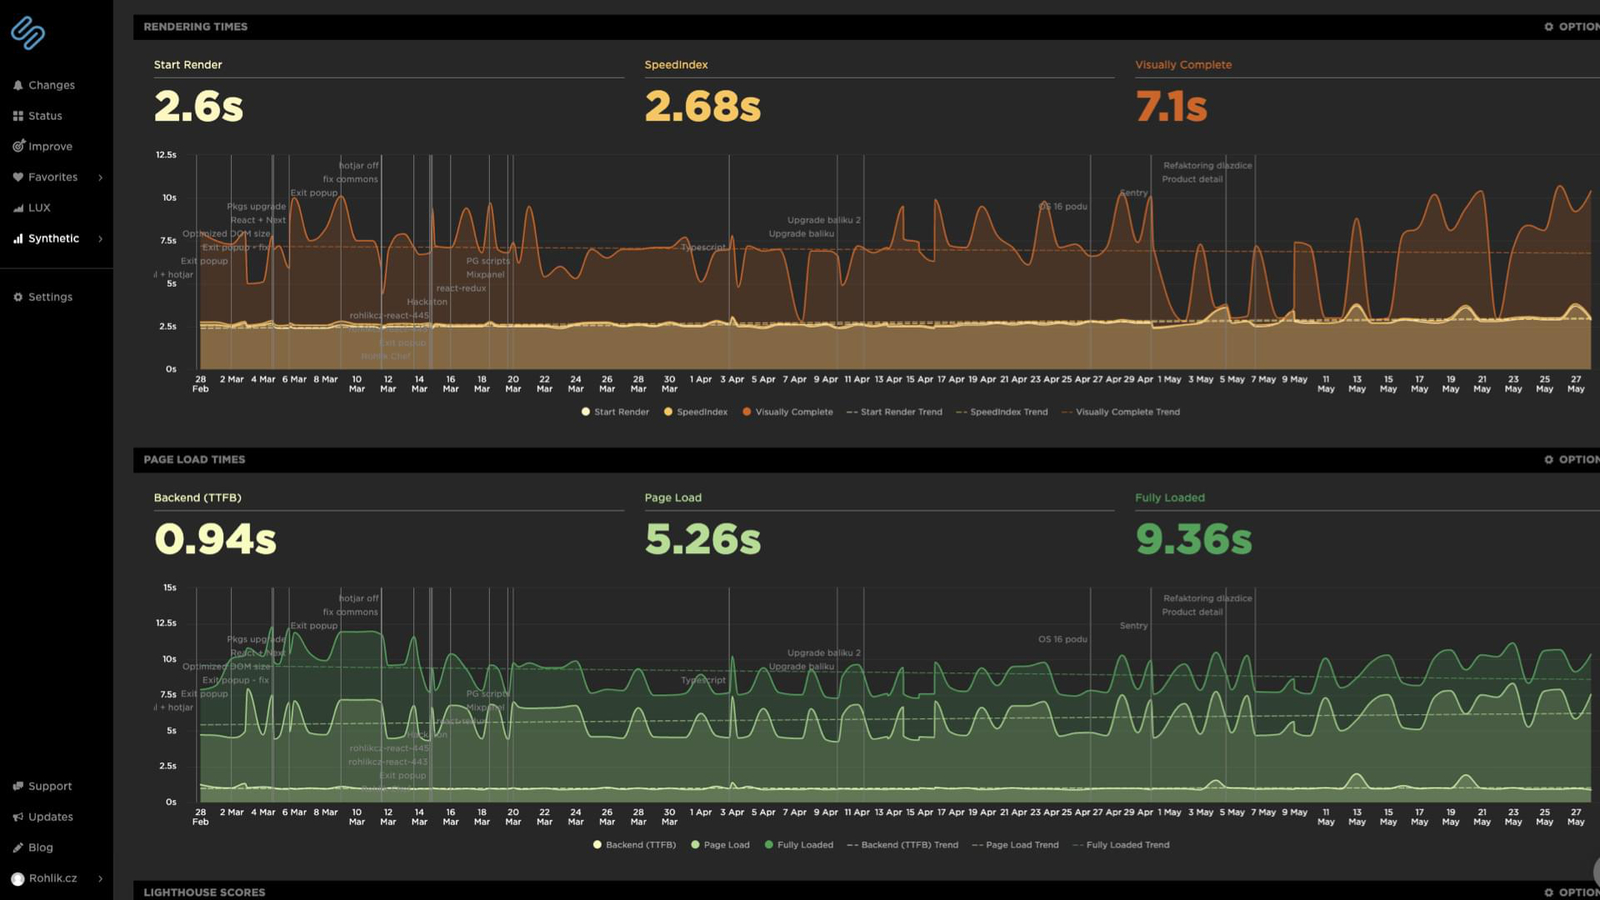 RENDERING TIMES
OPTION
Changes
Status
Improve
Favorites
LUX
Synthetic
Settings
Support
Updates
Blog
Rohlik.cz
Start Render
2.6s
SpeedIndex
2.68s
Visually Complete
7.1s
12.5s
10s
7.5s
5s
2.5s
0s
hotjar off
fix commons
Exit popup
Pkgs upgrade
React + Next
Optimized DOM size
Exit popup - fix
Exit popup
l + hotjar
PG scripts
Mixpanel
react-redux
Hackaton
rohlikcz-react-445
Exit popup
Rohlik Chef
Typescript
Upgrade baliku 2
Upgrade baliku
OS 16 podu
Sentry
Refaktoring dlazdice
Product detail
28 Feb 2 Mar 4 Mar 6 Mar 8 Mar 10 Mar 12 Mar 14 Mar 16 Mar 18 Mar 20 Mar 22 Mar 24 Mar 26 Mar 28 Mar 30 Mar 1 Apr 3 Apr 5 Apr 7 Apr 9 Apr 11 Apr 13 Apr 15 Apr 17 Apr 19 Apr 21 Apr 23 Apr 25 Apr 27 Apr 29 Apr 1 May 3 May 5 May 7 May 9 May 11 May 13 May 15 May 17 May 19 May 21 May 23 May 25 May 27 May
Start Render SpeedIndex Visually Complete Start Render Trend SpeedIndex Trend Visually Complete Trend
PAGE LOAD TIMES
OPTION
Backend (TTFB)
0.94s
Page Load
5.26s
Fully Loaded
9.36s
15s
12.5s
10s
7.5s
5s
2.5s
0s
hotjar off
fix commons
Exit popup
Pkgs upgrade
React + Next
Optimized DOM size
Exit popup - fix
Exit popup
l + hotjar
PG scripts
Mixpanel
react-redux
Hackaton
rohlikcz-react-445
rohlikcz-react-443
Exit popup
Typescript
Upgrade baliku 2
Upgrade baliku
OS 16 podu
Sentry
Refaktoring dlazdice
Product detail
28 Feb 2 Mar 4 Mar 6 Mar 8 Mar 10 Mar 12 Mar 14 Mar 16 Mar 18 Mar 20 Mar 22 Mar 24 Mar 26 Mar 28 Mar 30 Mar 1 Apr 3 Apr 5 Apr 7 Apr 9 Apr 11 Apr 13 Apr 15 Apr 17 Apr 19 Apr 21 Apr 23 Apr 25 Apr 27 Apr 29 Apr 1 May 3 May 5 May 7 May 9 May 11 May 13 May 15 May 17 May 19 May 21 May 23 May 25 May 27 May
Backend (TTFB) Page Load Fully Loaded Backend (TTFB) Trend Page Load Trend Fully Loaded Trend
LIGHTHOUSE SCORES
OPTION